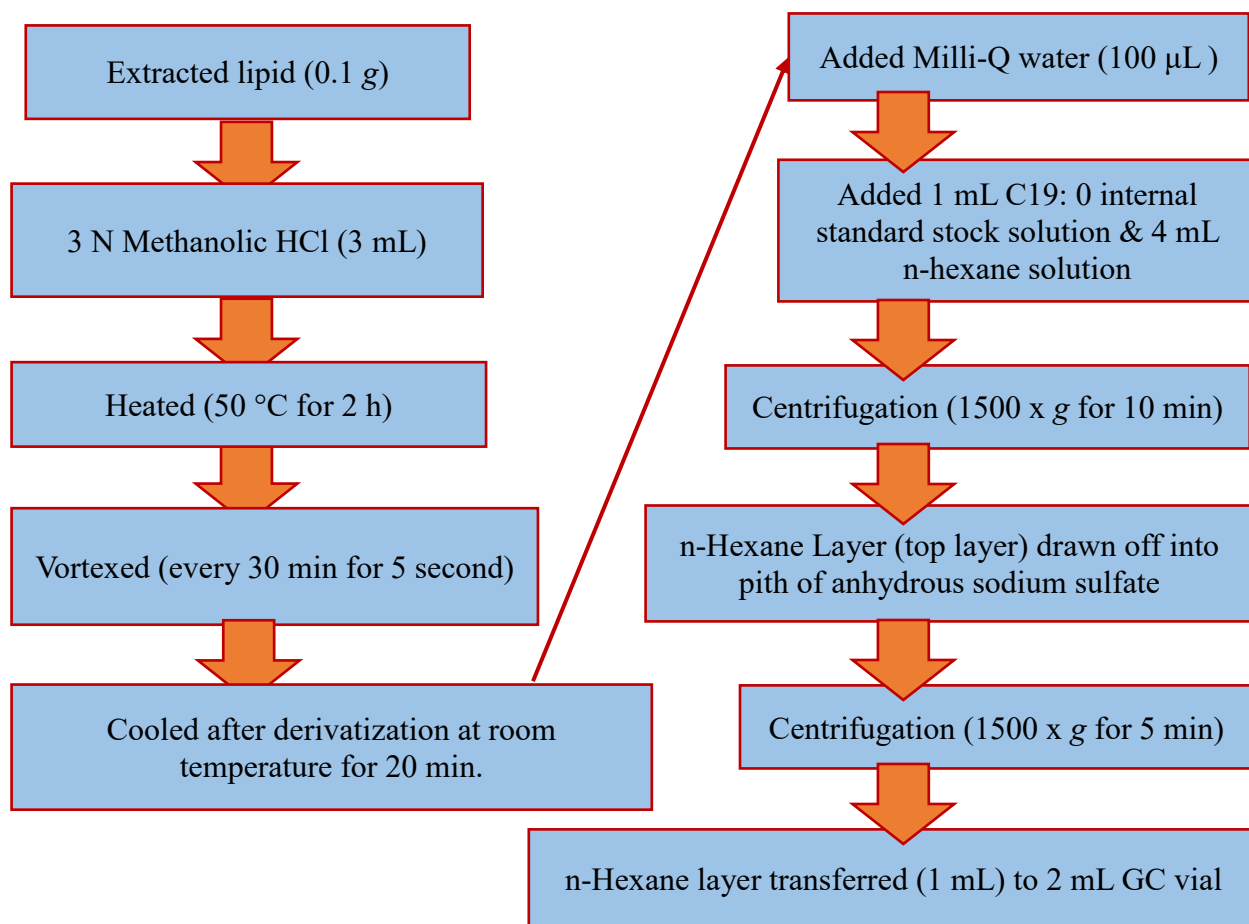 Extracted lipid (0.1 g)
3 N Methanolic HCl (3 mL)
Heated (50 °C for 2 h)
Vortexed (every 30 min for 5 second)
Cooled after derivatization at room
temperature for 20 min.
Added Milli-Q water (100 μL )
Added 1 mL C19: 0 internal
standard stock solution & 4 mL
n-hexane solution
Centrifugation (1500 x g for 10 min)
n-Hexane Layer (top layer) drawn off into
pith of anhydrous sodium sulfate
Centrifugation (1500 x g for 5 min)
n-Hexane layer transferred (1 mL) to 2 mL GC vial